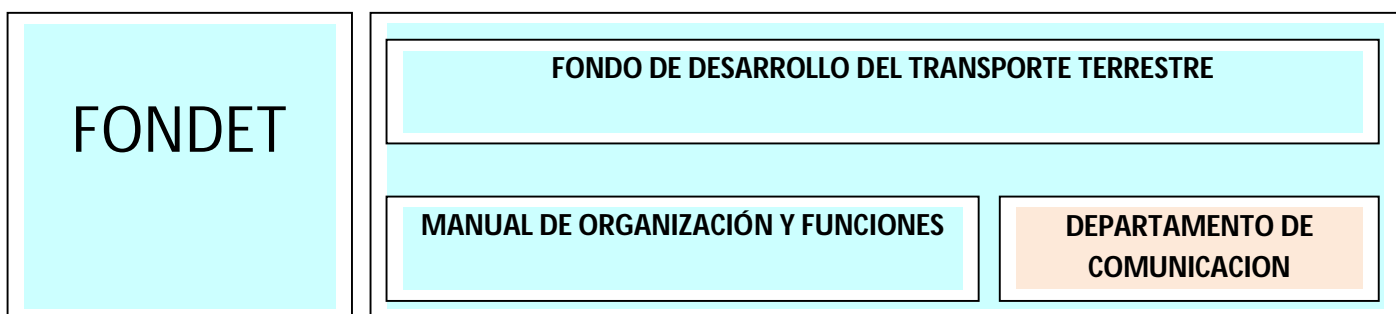 FONDET
FONDO DE DESARROLLO DEL TRANSPORTE TERRESTRE
MANUAL DE ORGANIZACIÓN Y FUNCIONES
DEPARTAMENTO DE
COMUNICACION